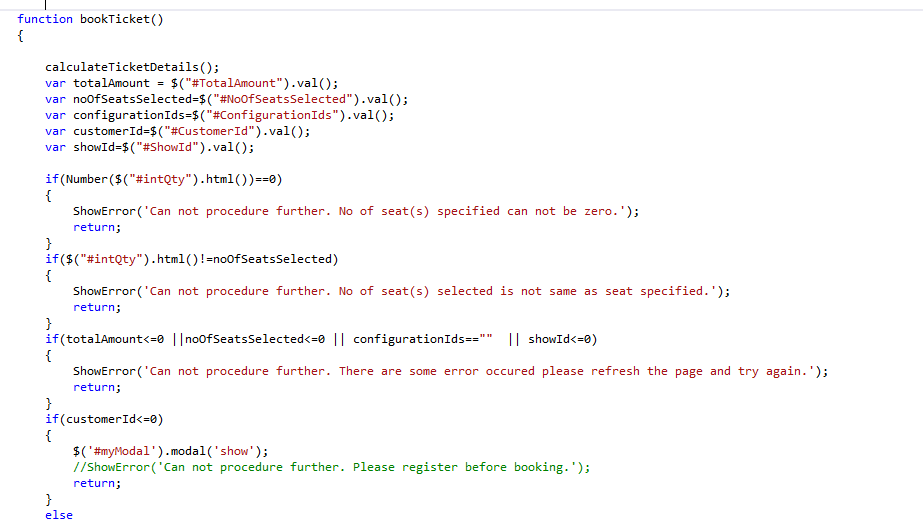 function bookTicket()
{
calculateTicketDetails();
var totalAmount = $("#TotalAmount").val();
var noOfSeatsSelected=$("#NoOfSeatsSelected").val();
var configurationIds=$("#ConfigurationIds").val();
var customerId=$("#CustomerId").val();
var showId=$("#ShowId").val();
if(Number($("#intQty").html())==0)
{
ShowError('Can not procedure further. No of seat(s) specified can not be zero.');
return;
}
if($("#intQty").html()!=noOfSeatsSelected)
{
ShowError('Can not procedure further. No of seat(s) selected is not same as seat specified.');
return;
}
if(totalAmount<=0 ||noOfSeatsSelected<=0 || configurationIds==""  || showId<=0)
{
ShowError('Can not procedure further. There are some error occured please refresh the page and try again.');
return;
}
if(customerId<=0)
{
$('#myModal').modal('show');
//ShowError('Can not procedure further. Please register before booking.');
return;
}
else